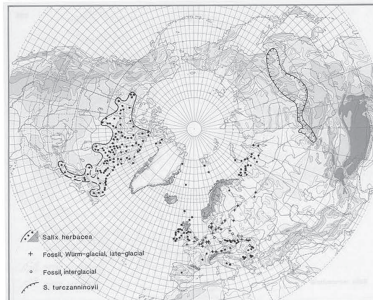 Salix herbacea
Fossil, Würm-glacial, late-glacial
Fossil, interglacial
S. turczaninovii